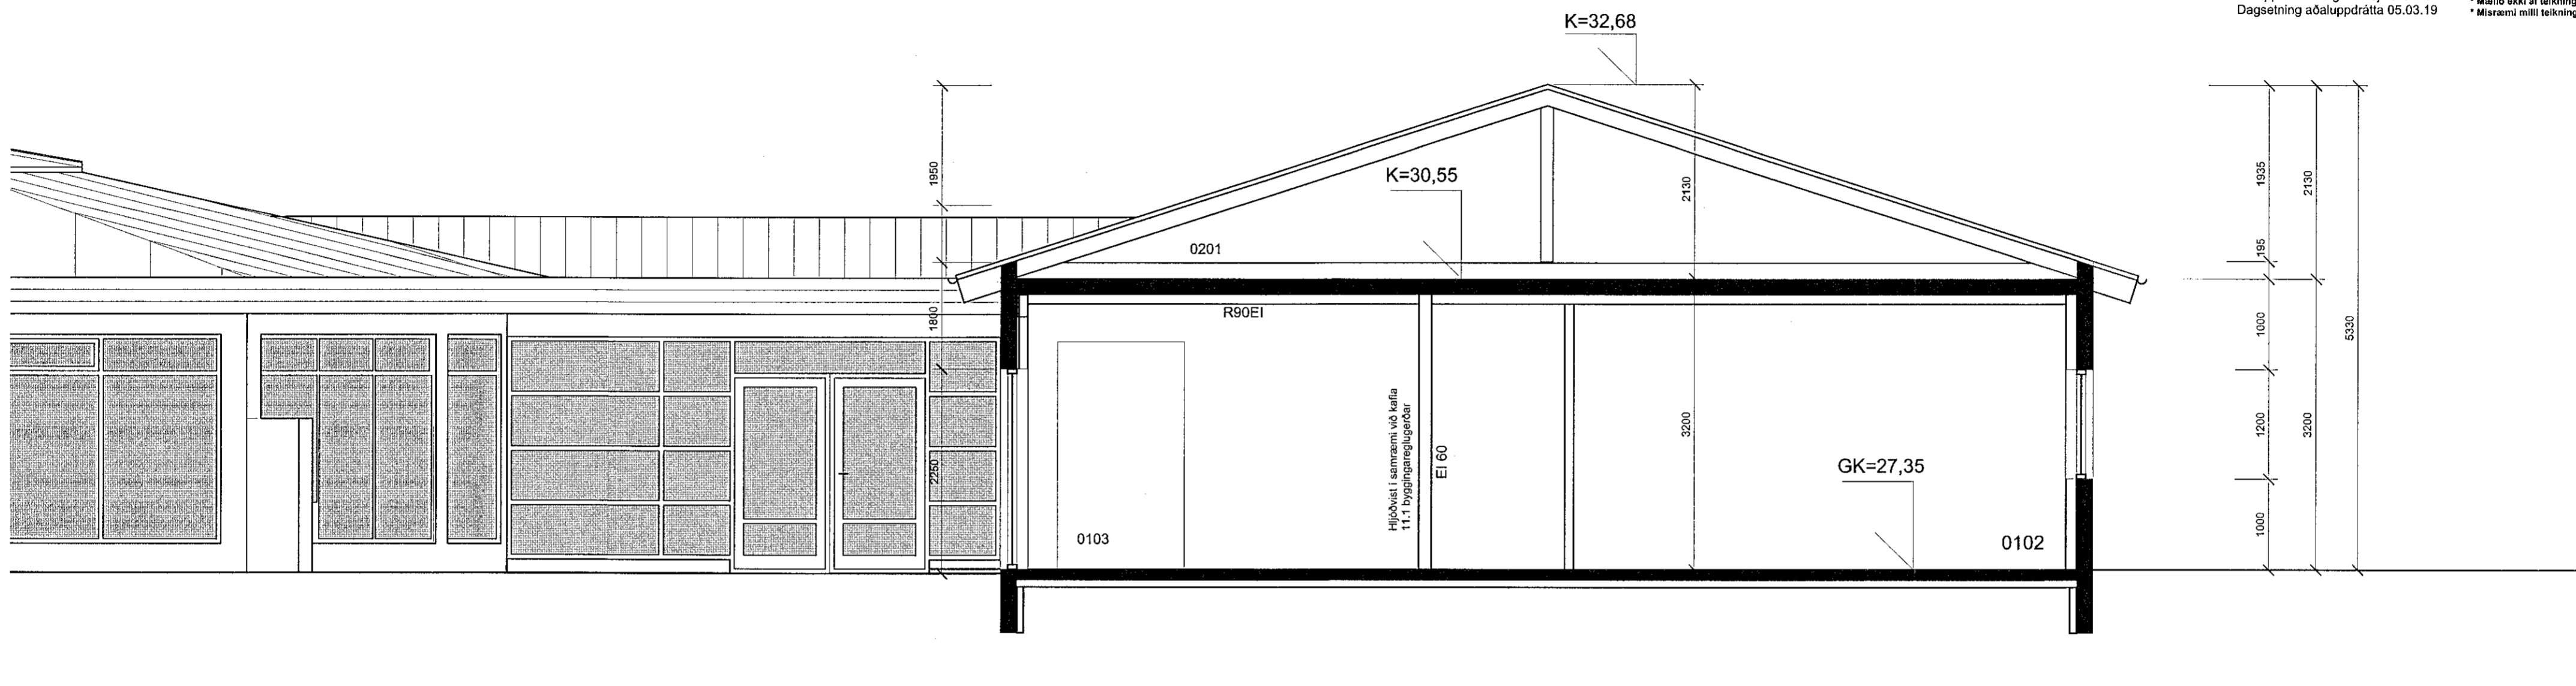 Dagsetning aðaluppdrátta 05.03.19
* Misræmi milli teikning
K=32,68
K=30,55
GK=27,35
0201
R90EI
0103
0102
Hljóðvist í samræmi við kafla
11.1 byggingareglugerðar
EI 60
1950
1800
2250
2130
3200
1935
195
1000
1200
1000
2130
3200
5330